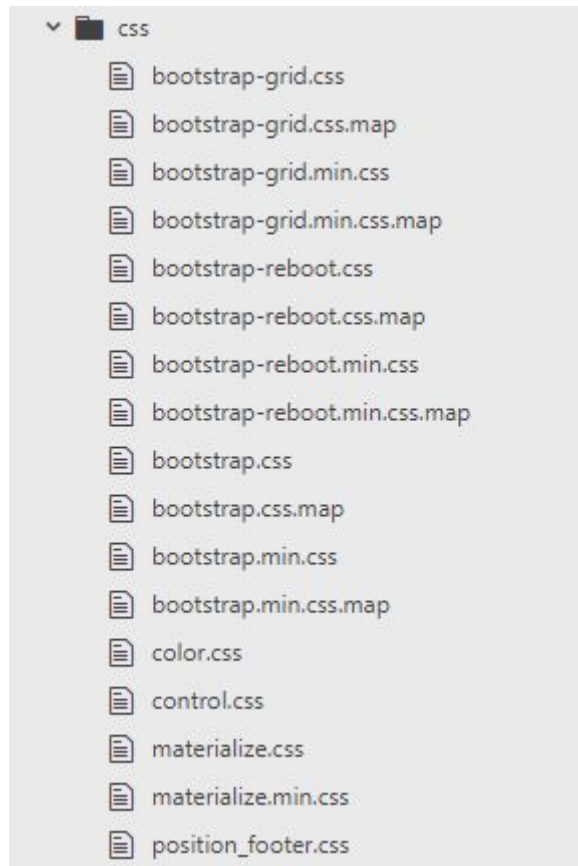 css
bootstrap-grid.css
bootstrap-grid.css.map
bootstrap-grid.min.css
bootstrap-grid.min.css.map
bootstrap-reboot.css
bootstrap-reboot.css.map
bootstrap-reboot.min.css
bootstrap-reboot.min.css.map
bootstrap.css
bootstrap.css.map
bootstrap.min.css
bootstrap.min.css.map
color.css
control.css
materialize.css
materialize.min.css
position_footer.css